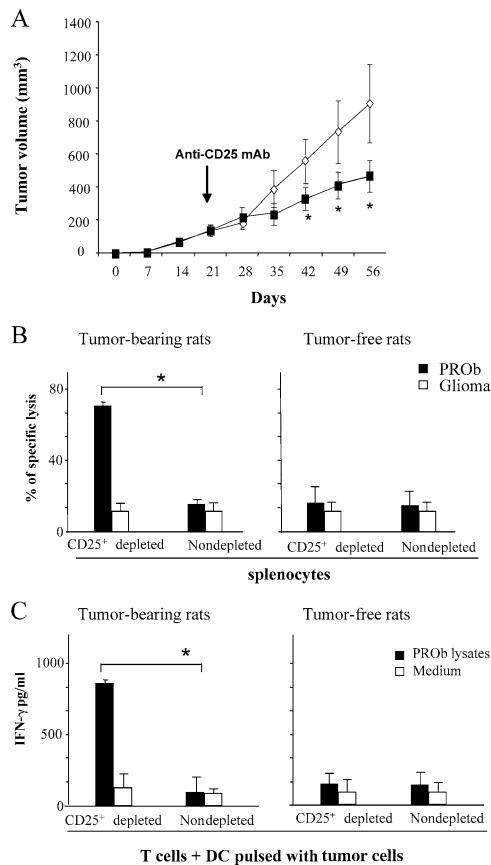 A
Tumor volume (mm³)
1400
1200
1000
800
600
400
200
0
Anti-CD25 mAb
* * *
0 7 14 21 28 35 42 49 56
Days
B
Tumor-bearing rats
Tumor-free rats
PROb
Glioma
% of specific lysis
80
40
0
*
CD25⁺ depleted
Nondepleted
CD25⁺ depleted
Nondepleted
splenocytes
C
Tumor-bearing rats
Tumor-free rats
PROb lysates
Medium
IFN-γ pg/ml
1000
500
0
*
CD25⁺ depleted
Nondepleted
CD25⁺ depleted
Nondepleted
T cells + DC pulsed with tumor cells